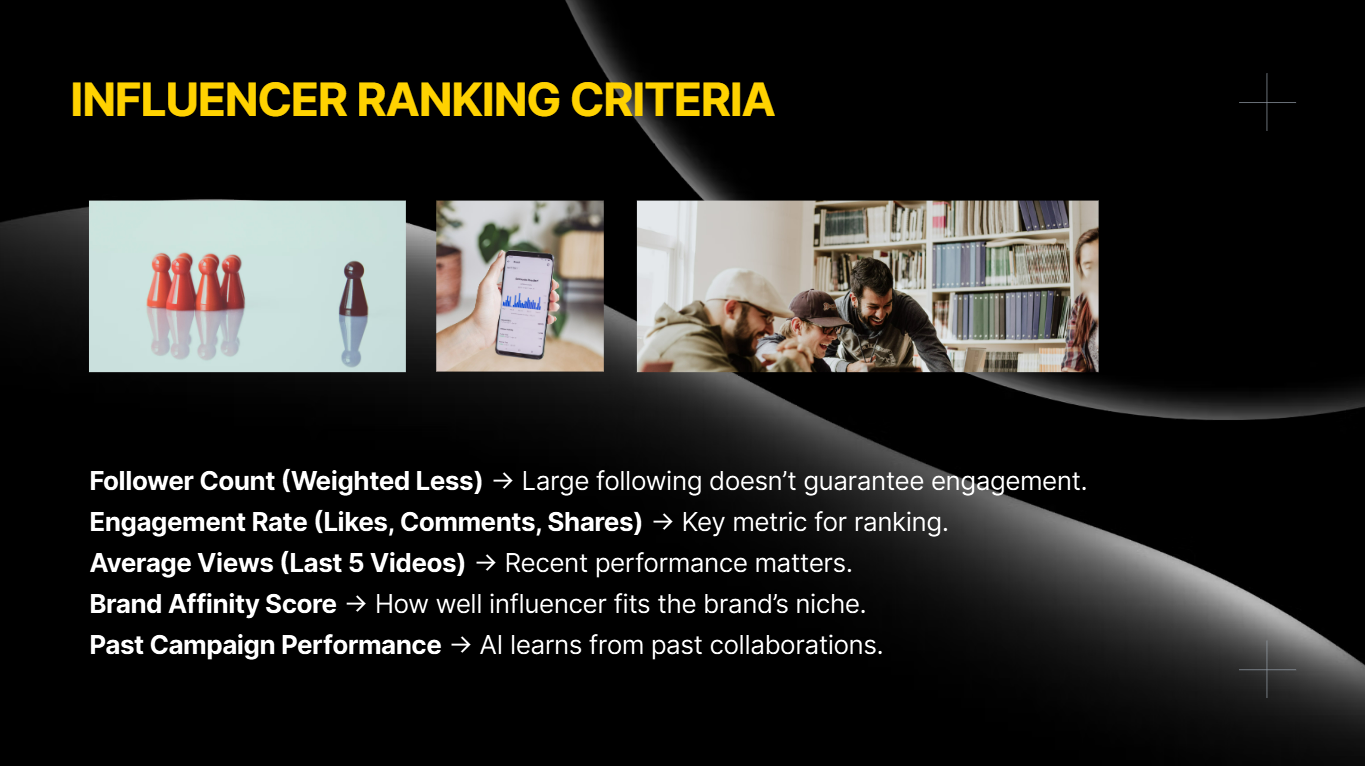 INFLUENCER RANKING CRITERIA
Follower Count (Weighted Less) → Large following doesn’t guarantee engagement.
Engagement Rate (Likes, Comments, Shares) → Key metric for ranking.
Average Views (Last 5 Videos) → Recent performance matters.
Brand Affinity Score → How well influencer fits the brand’s niche.
Past Campaign Performance → AI learns from past collaborations.